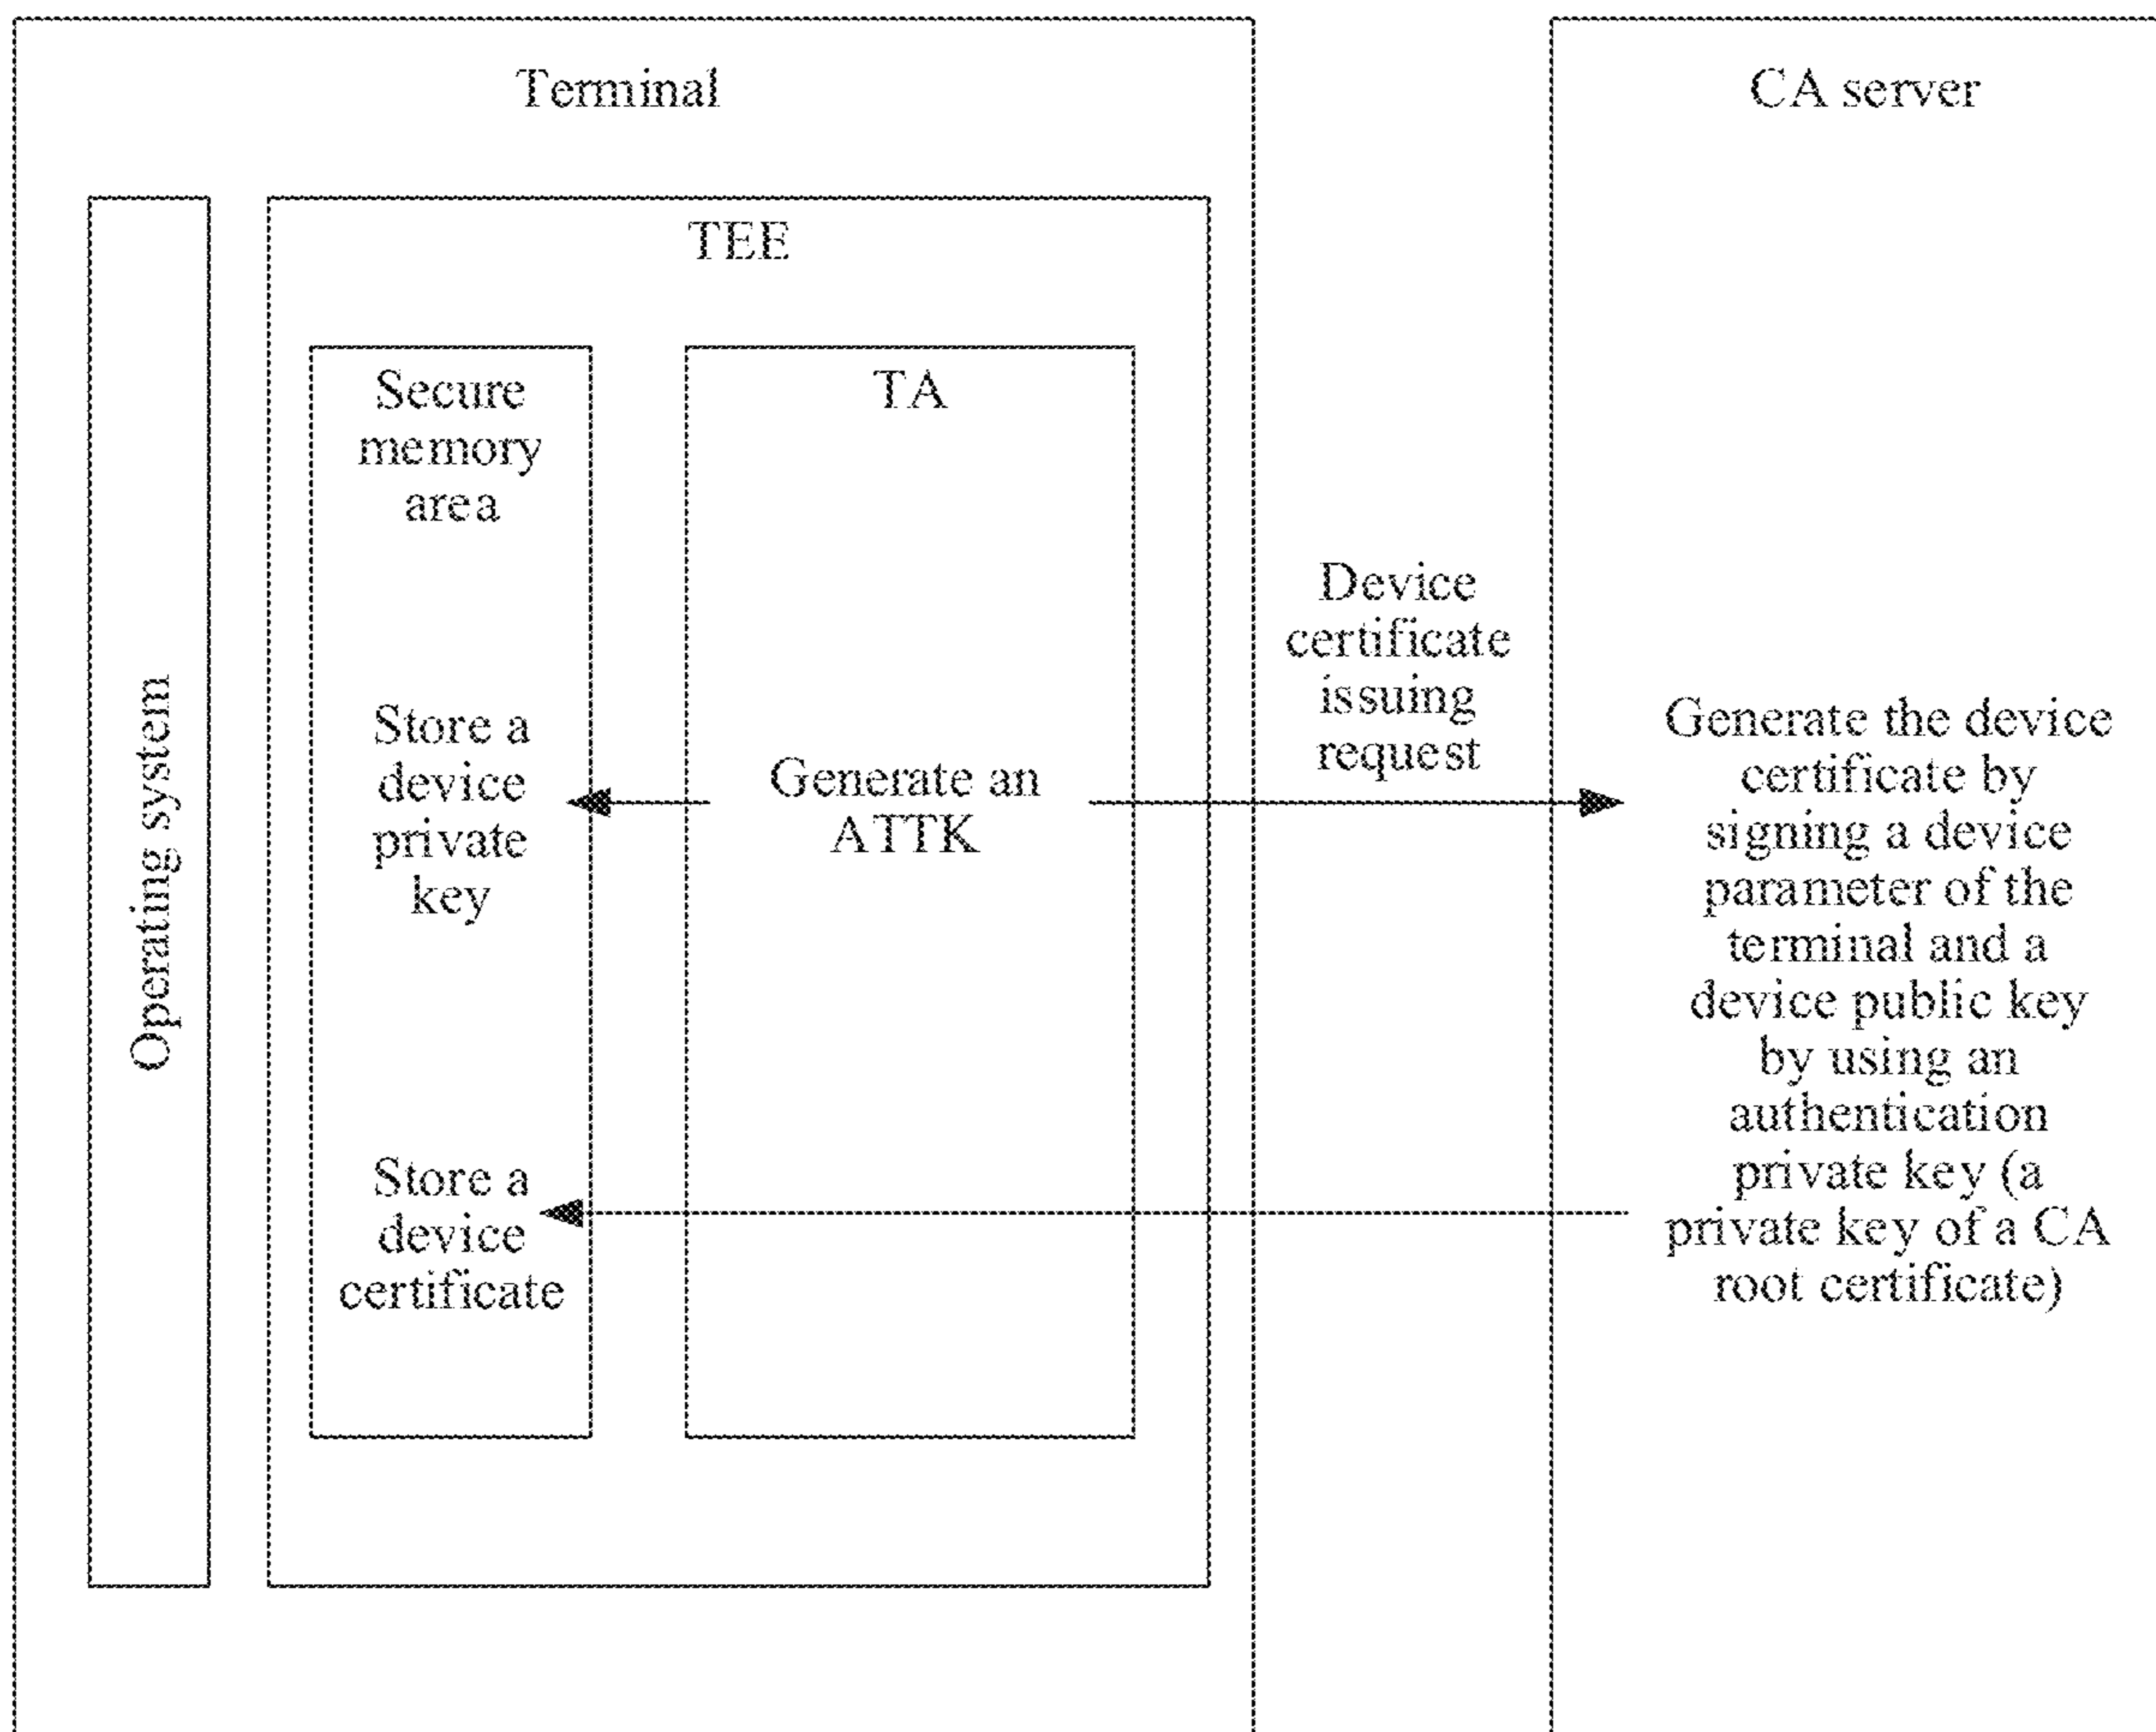 Terminal
CA server
TEE
Operating system
Secure
memory
area
TA
Store a
device
private
key
Generate an
ATTK
Device
certificate
issuing
request
Generate the device
certificate by
signing a device
parameter of the
terminal and a
device public key
by using an
authentication
private key (a
private key of a CA
root certificate)
Store a
device
certificate